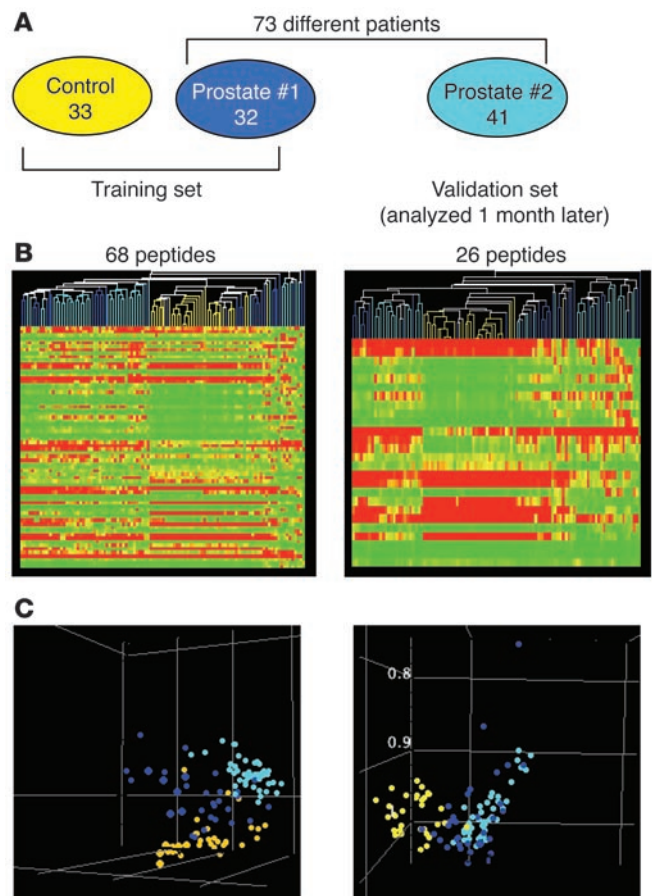 A
73 different patients
Control
33
Prostate #1
32
Prostate #2
41
Training set
Validation set
(analyzed 1 month later)
B
68 peptides
26 peptides
C
0.8
0.9